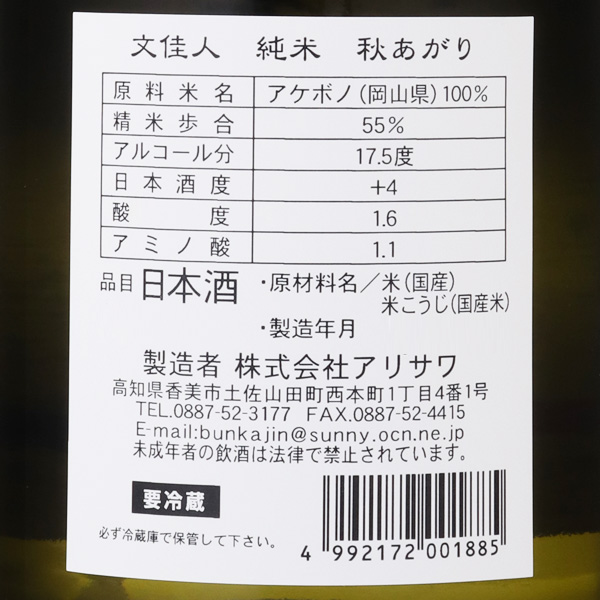 文佳人　純米　秋あがり
原料米名 アケボノ(岡山県)100%
精米歩合 55%
アルコール分 17.5度
日本酒度 +4
酸度 1.6
アミノ酸 1.1
品目 日本酒 ・原材料名／米(国産)
米こうじ(国産米)
・製造年月
製造者 株式会社アリサワ
高知県香美市土佐山田町西本町1丁目4番1号
TEL.0887-52-3177 FAX.0887-52-4415
E-mail:bunkajin@sunny.ocn.ne.jp
未成年者の飲酒は法律で禁止されています。
要冷蔵
必ず冷蔵庫で保管して下さい。
4 992172 001885